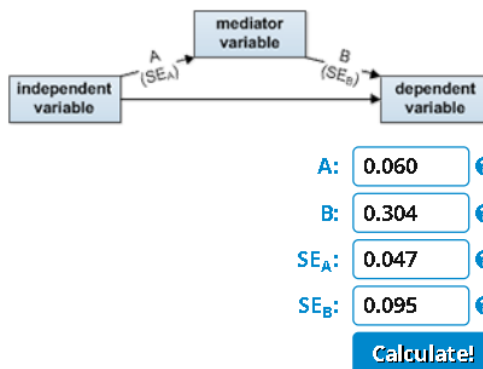 mediator
variable
A
(SEA)
B
(SEB)
independent
variable
dependent
variable
A: 0.060
B: 0.304
SEA: 0.047
SEB: 0.095
Calculate!